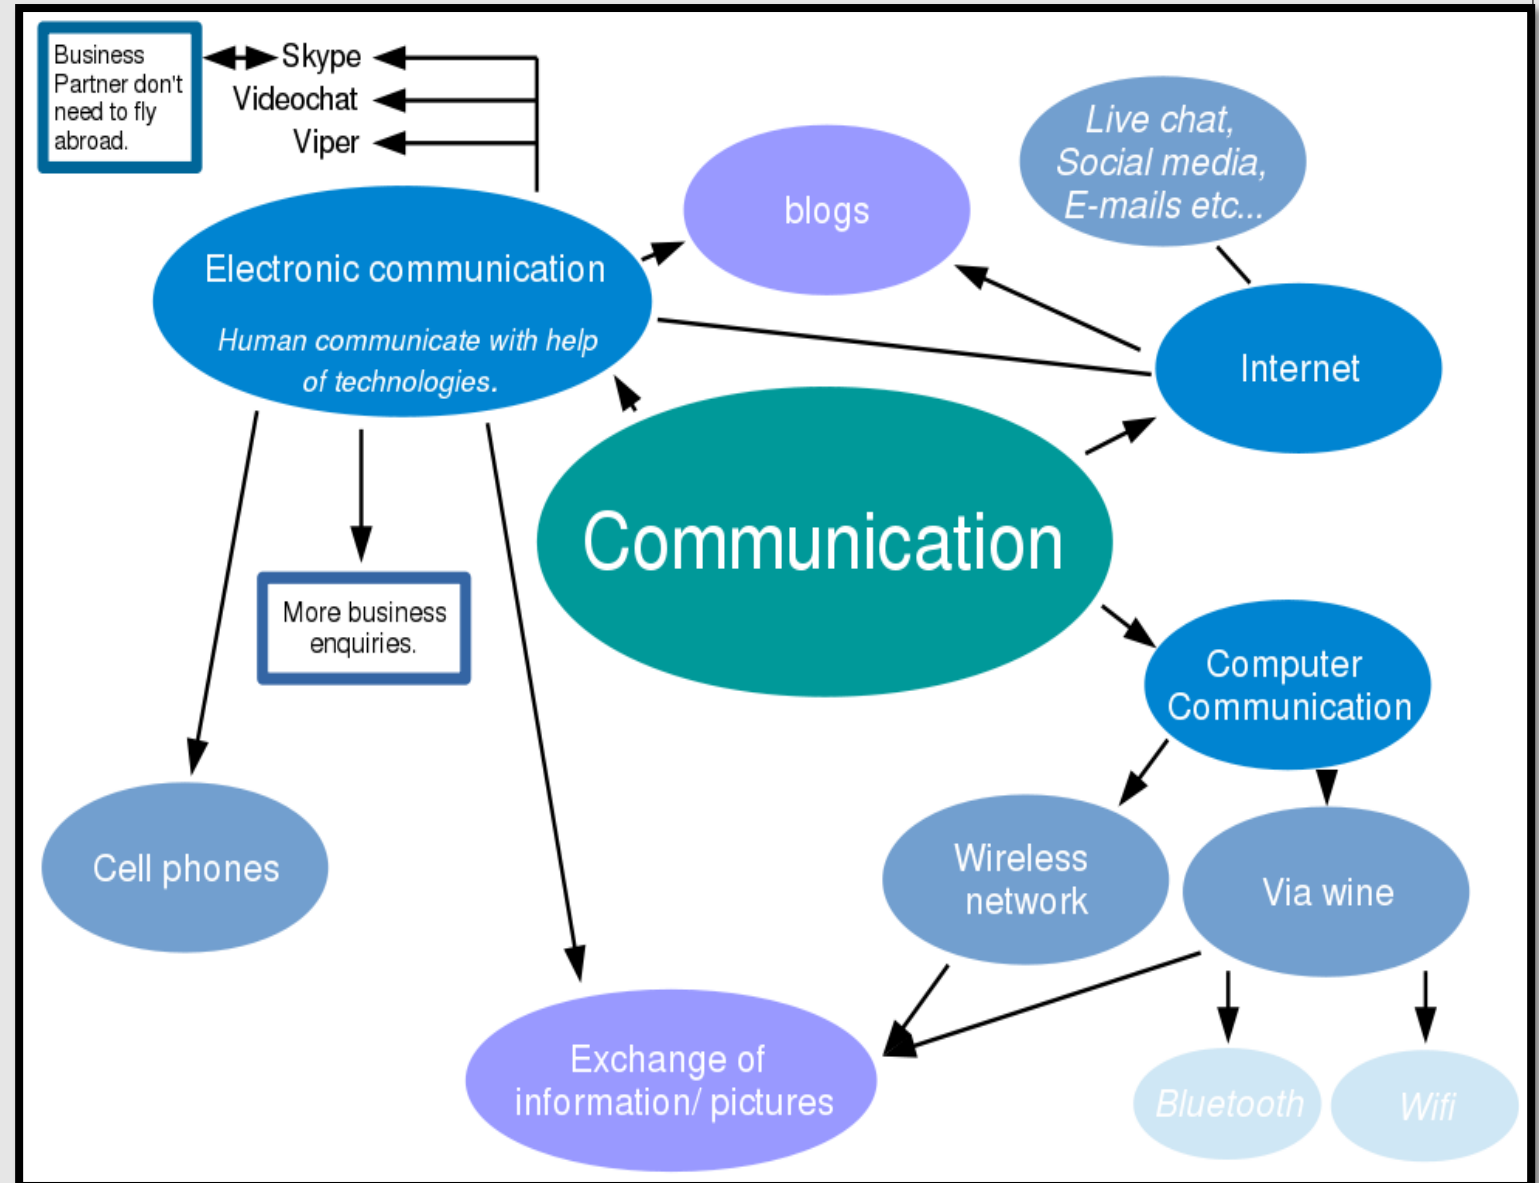 Business
Partner don't
need to fly
abroad.
Skype
Videochat
Viper
Live chat,
Social media,
E-mails etc...
blogs
Electronic communication
Human communicate with help
of technologies.
Internet
Communication
More business
enquiries.
Computer
Communication
Cell phones
Wireless
network
Via wine
Exchange of
information/ pictures
Bluetooth
Wifi